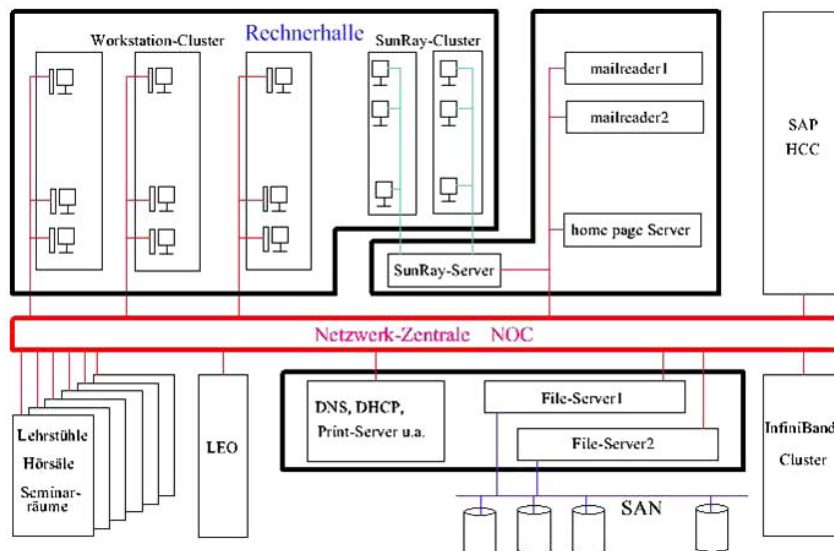 Workstation-Cluster
Rechnerhalle
SunRay-Cluster
mailreader1
mailreader2
SAP
HCC
home page Server
SunRay-Server
Netzwerk-Zentrale NOC
Lehrstühle
Hörsäle
Seminar-
räume
LEO
DNS, DHCP,
Print-Server u.a.
File-Server1
File-Server2
InfiniBand
Cluster
SAN